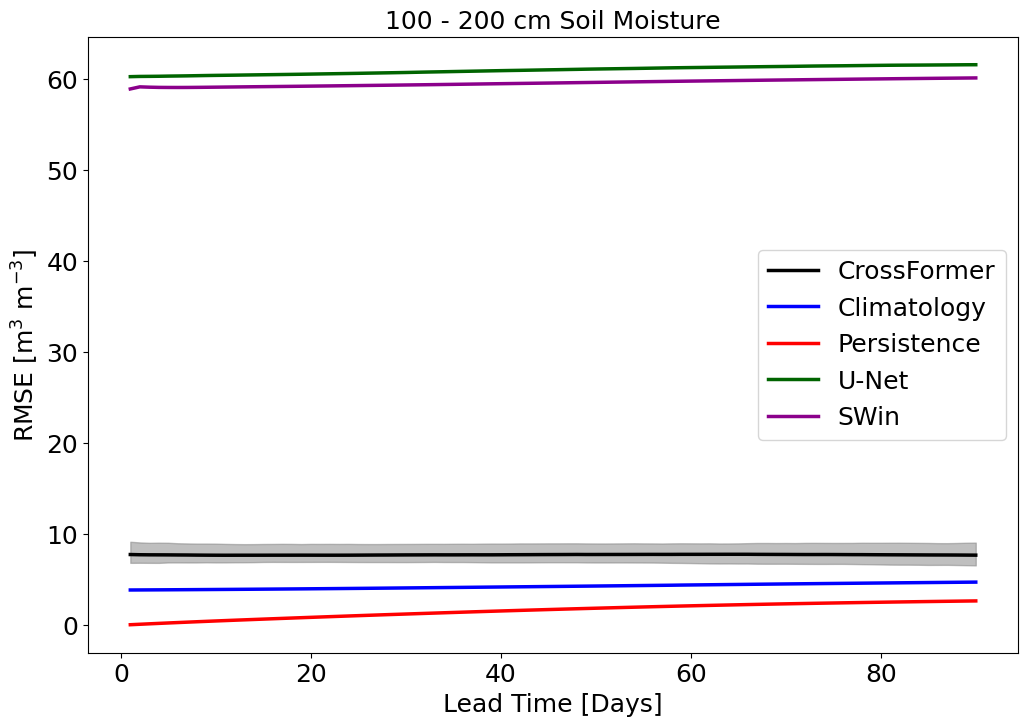 100 - 200 cm Soil Moisture
RMSE [m³ m⁻³]
60
50
40
30
20
10
0
CrossFormer
Climatology
Persistence
U-Net
SWin
0 20 40 60 80
Lead Time [Days]